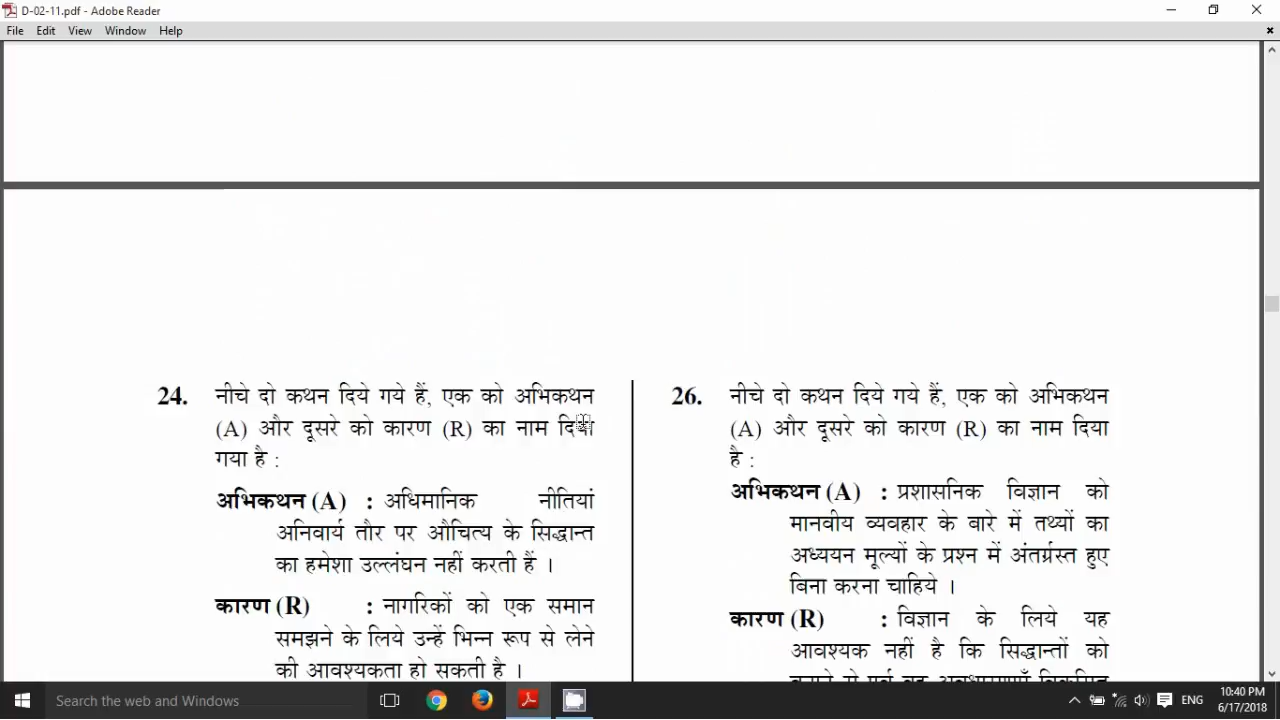 D-02-11.pdf - Adobe Reader
File Edit View Window Help
24. नीचे दो कथन दिये गये हैं, एक को अभिकथन
(A) और दूसरे को कारण (R) का नाम दिया
गया है :
अभिकथन (A) : अधिमानिक नीतियां
अनिवार्य तौर पर औचित्य के सिद्धान्त
का हमेशा उल्लंघन नहीं करती हैं ।
कारण (R) : नागरिकों को एक समान
समझने के लिये उन्हें भिन्न रूप से लेने
की आवश्यकता हो सकती है ।
26. नीचे दो कथन दिये गये हैं, एक को अभिकथन
(A) और दूसरे को कारण (R) का नाम दिया
है :
अभिकथन (A) : प्रशासनिक विज्ञान को
मानवीय व्यवहार के बारे में तथ्यों का
अध्ययन मूल्यों के प्रश्न में अंतर्ग्रस्त हुए
बिना करना चाहिये ।
कारण (R) : विज्ञान के लिये यह
आवश्यक नहीं है कि सिद्धान्तों को
Search the web and Windows
ENG
10:40 PM
6/17/2018